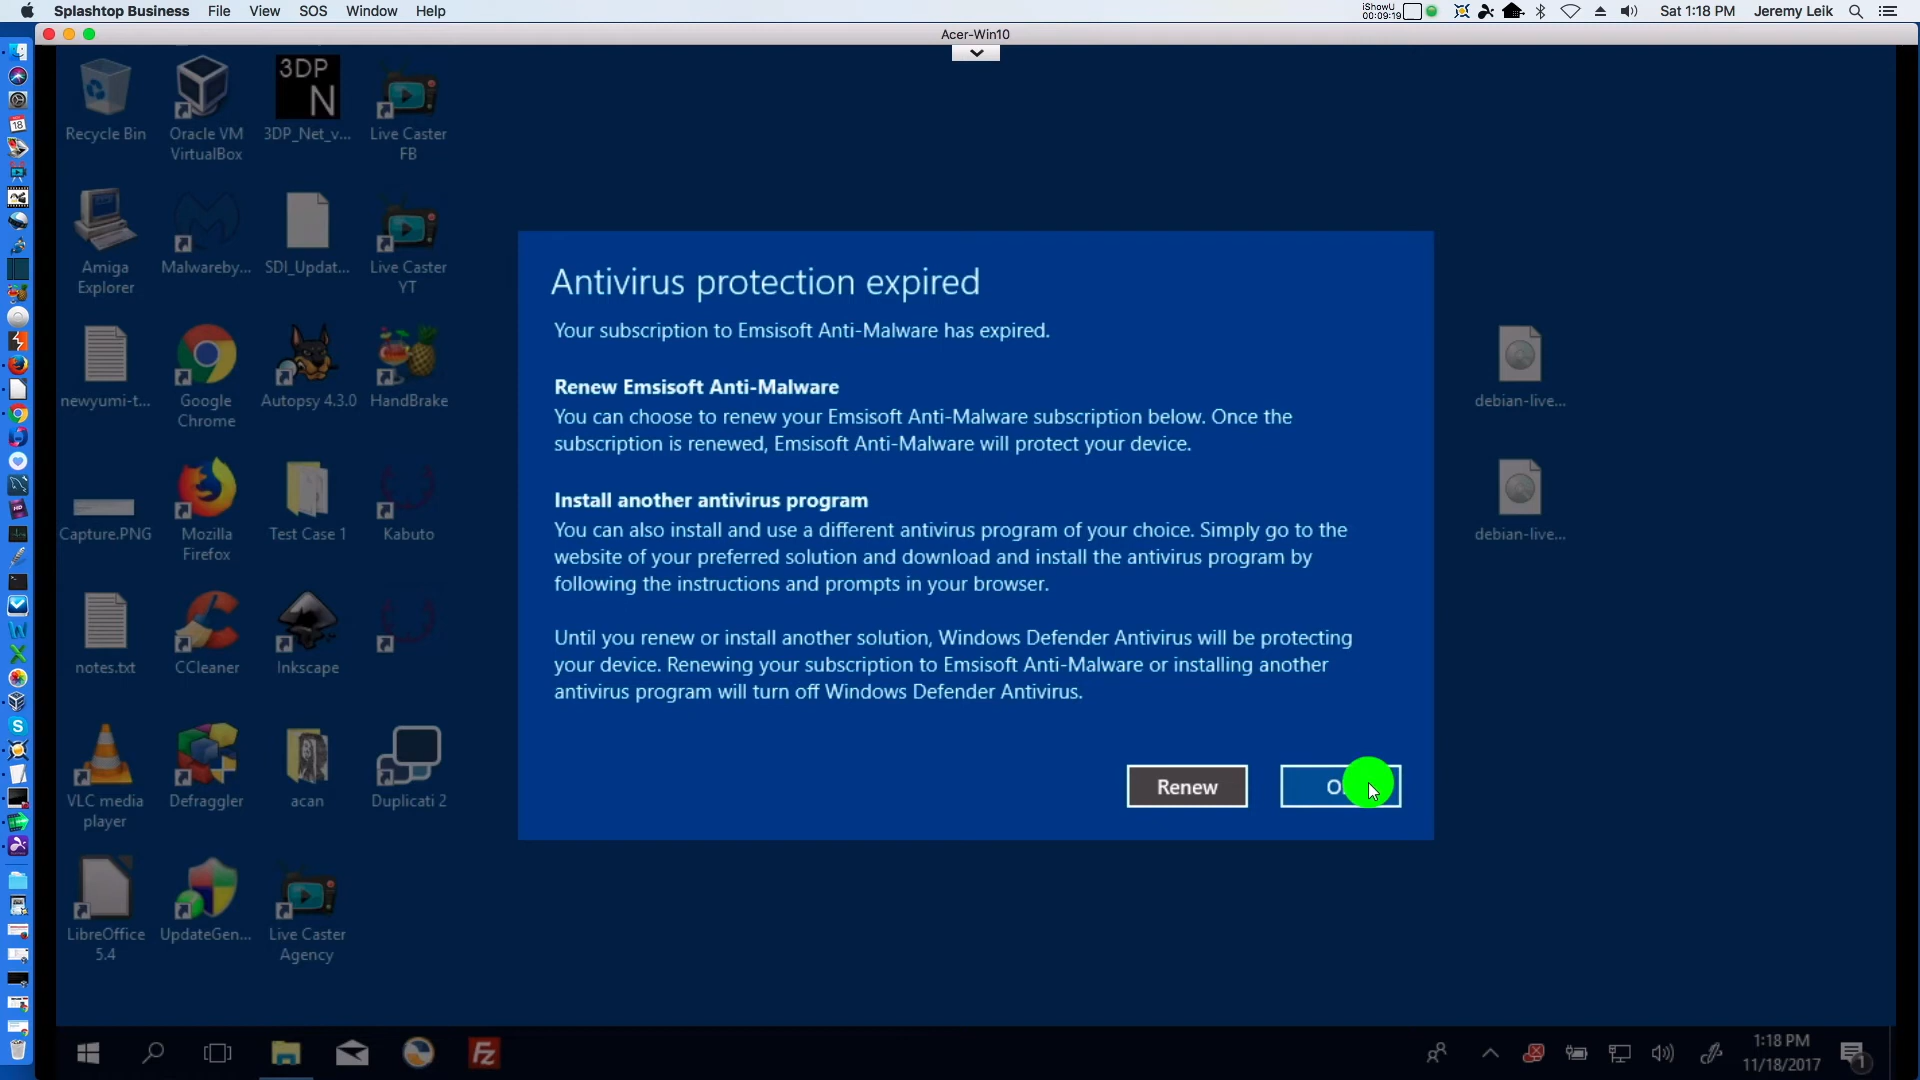 Splashtop Business File View SOS Window Help
iShowU
00:09:19
Sat 1:18 PM Jeremy Leik
Acer-Win10
3DP
N
Recycle Bin
Oracle VM
VirtualBox
3DP_Net_v...
Live Caster
FB
Amiga
Explorer
Malwareby...
SDI_Updat...
Live Caster
YT
newyumi-t...
Google
Chrome
Autopsy 4.3.0
HandBrake
Capture.PNG
Mozilla
Firefox
Test Case 1
Kabuto
notes.txt
CCleaner
Inkscape
VLC media
player
Defraggler
acan
Duplicati 2
LibreOffice
5.4
UpdateGen...
Live Caster
Agency
Antivirus protection expired
Your subscription to Emsisoft Anti-Malware has expired.
Renew Emsisoft Anti-Malware
You can choose to renew your Emsisoft Anti-Malware subscription below. Once the
subscription is renewed, Emsisoft Anti-Malware will protect your device.
Install another antivirus program
You can also install and use a different antivirus program of your choice. Simply go to the
website of your preferred solution and download and install the antivirus program by
following the instructions and prompts in your browser.
Until you renew or install another solution, Windows Defender Antivirus will be protecting
your device. Renewing your subscription to Emsisoft Anti-Malware or installing another
antivirus program will turn off Windows Defender Antivirus.
Renew
debian-live...
debian-live...
Fz
1:18 PM
11/18/2017
1